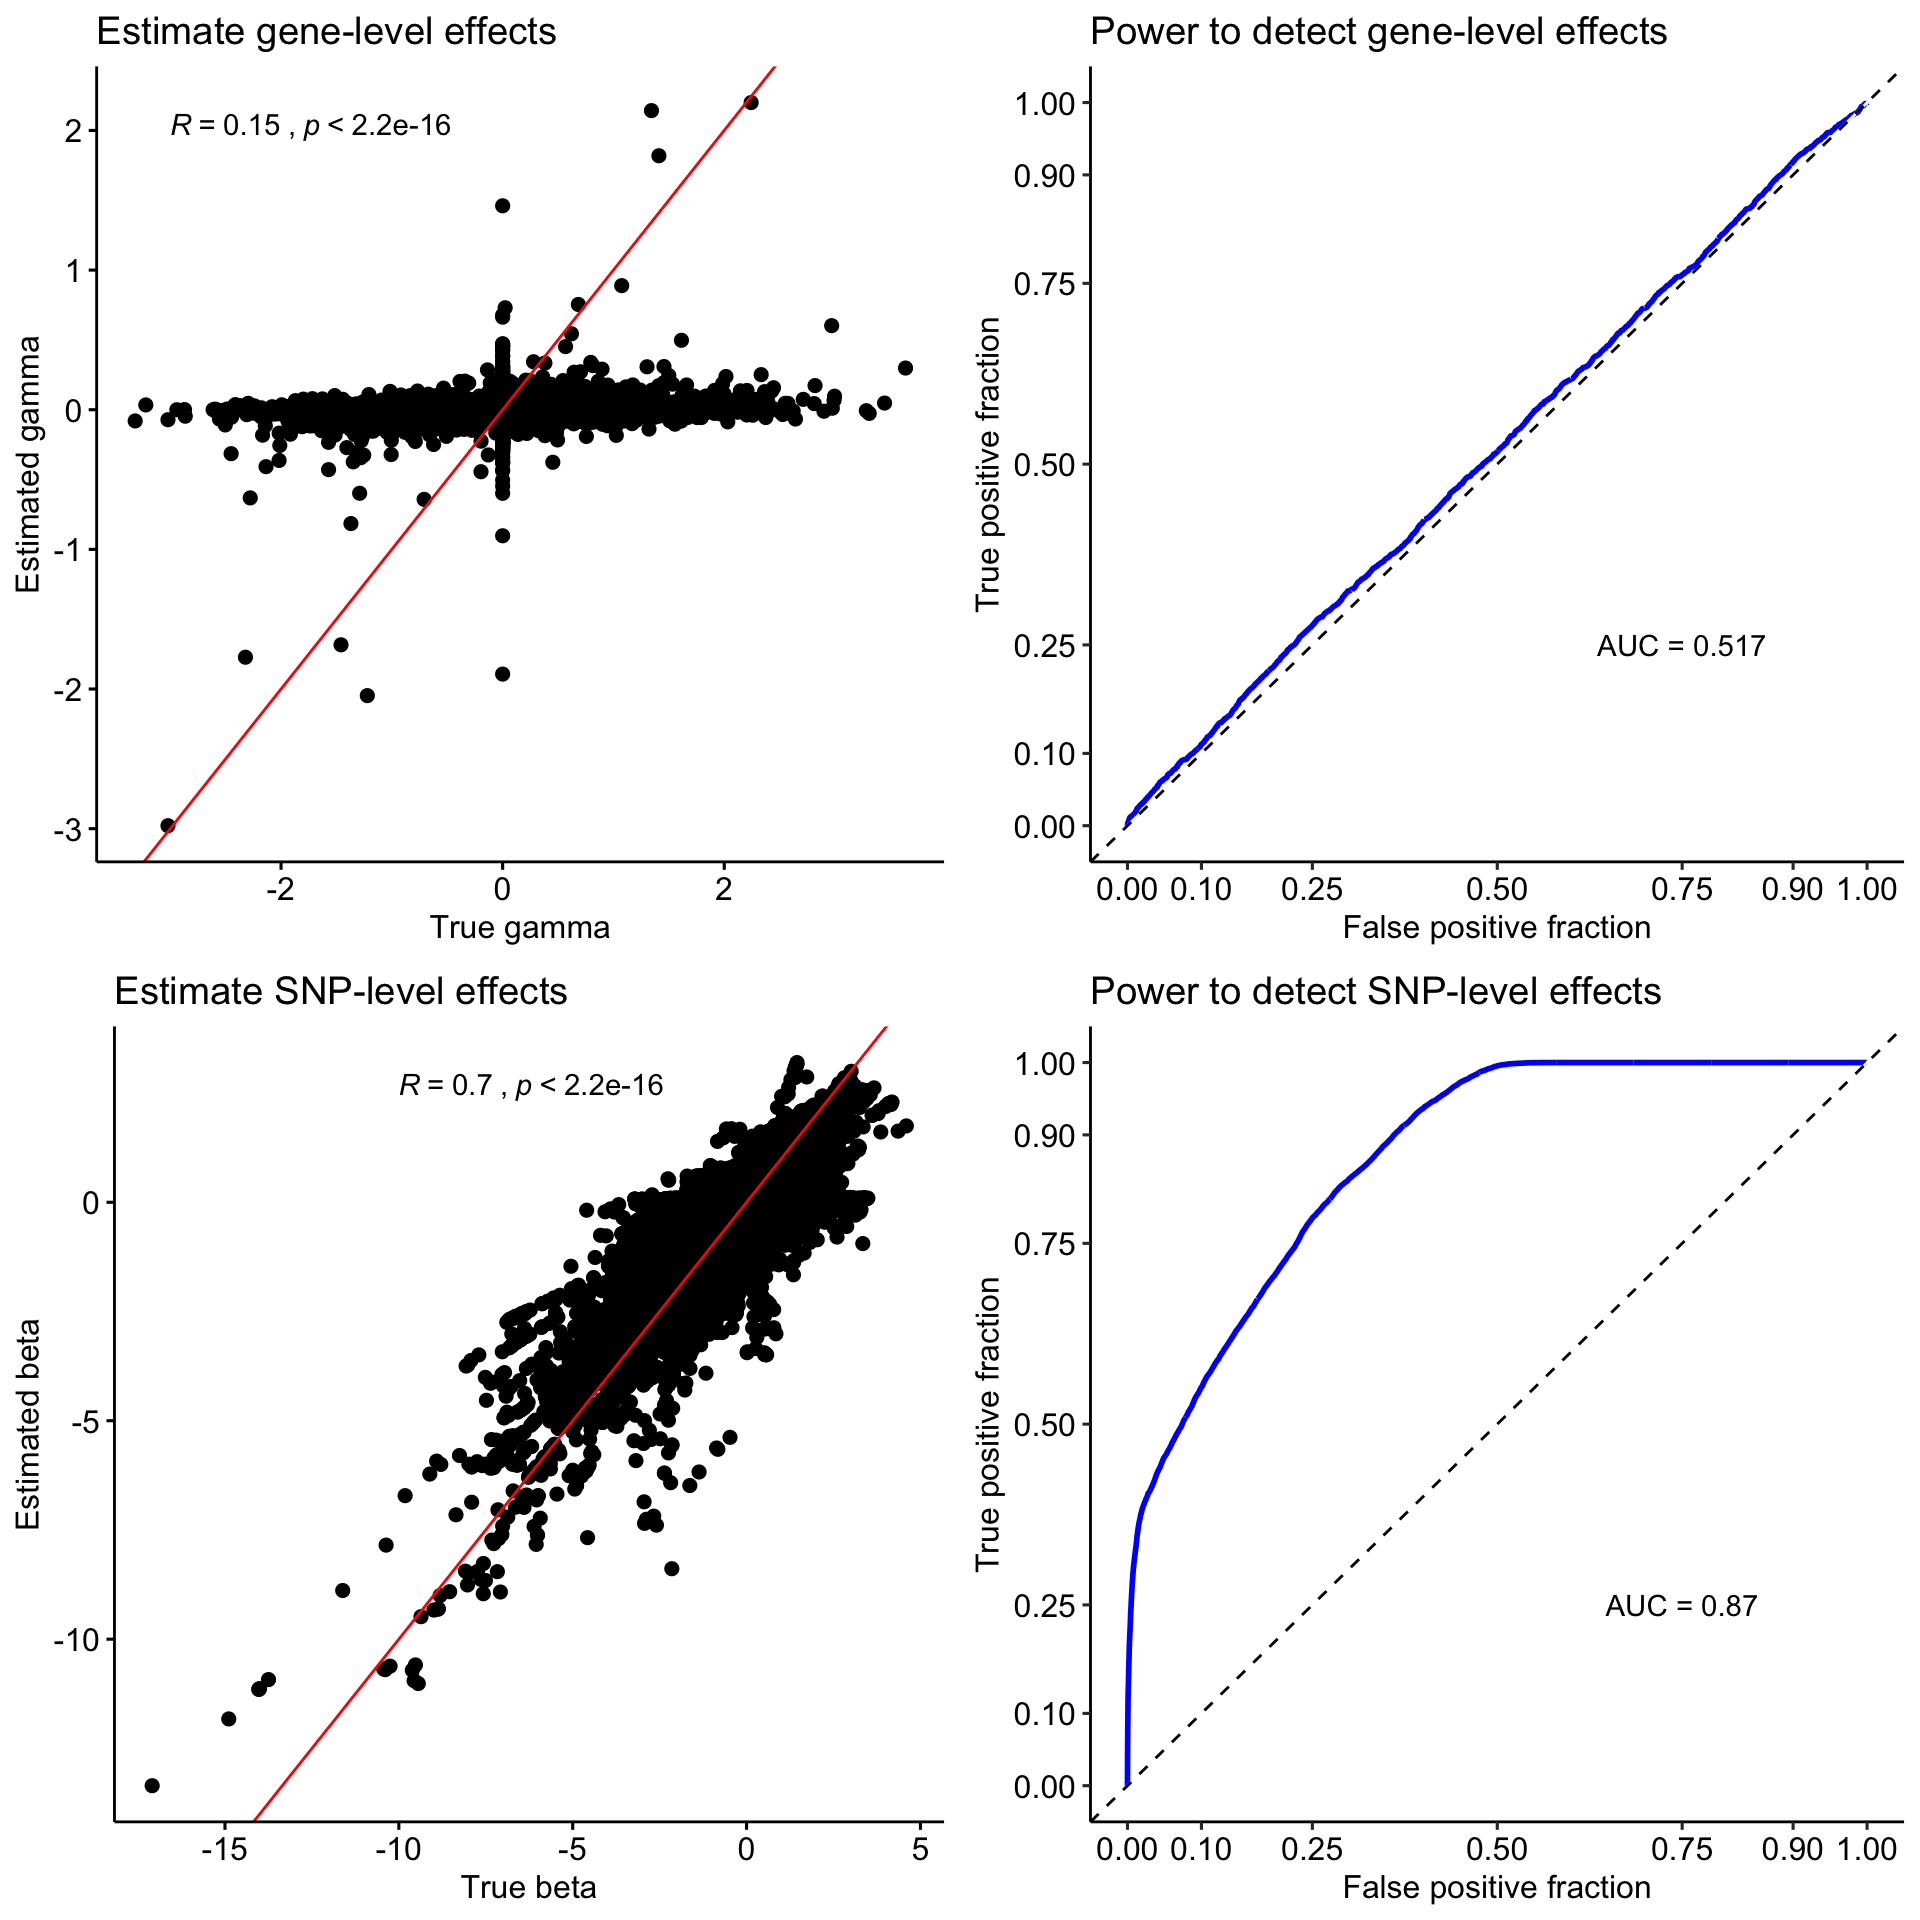 Estimate gene-level effects
R = 0.15 , p < 2.2e-16
2
1
0
-1
-2
-3
Estimated gamma
-2 0 2
True gamma
Power to detect gene-level effects
1.00
0.90
0.75
0.50
0.25
0.10
0.00
True positive fraction
AUC = 0.517
0.00 0.10 0.25 0.50 0.75 0.90 1.00
False positive fraction
Estimate SNP-level effects
R = 0.7 , p < 2.2e-16
0
-5
-10
Estimated beta
-15 -10 -5 0 5
True beta
Power to detect SNP-level effects
1.00
0.90
0.75
0.50
0.25
0.10
0.00
True positive fraction
AUC = 0.87
0.00 0.10 0.25 0.50 0.75 0.90 1.00
False positive fraction